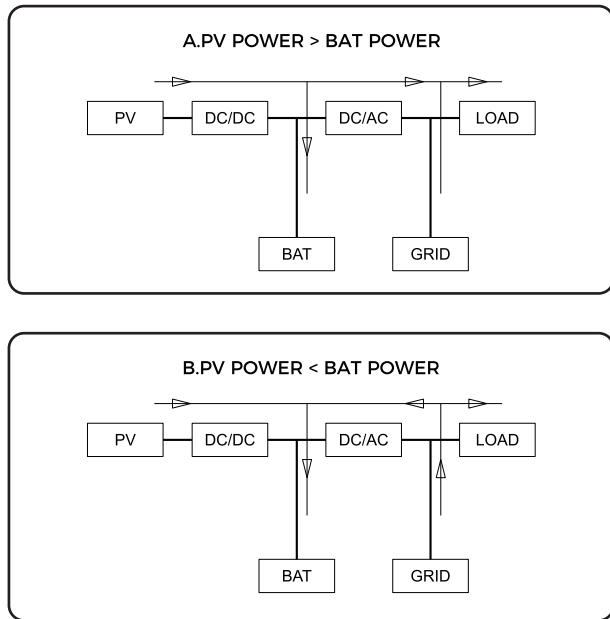 A.PV POWER > BAT POWER
PV DC/DC DC/AC LOAD
BAT GRID
B.PV POWER < BAT POWER
PV DC/DC DC/AC LOAD
BAT GRID